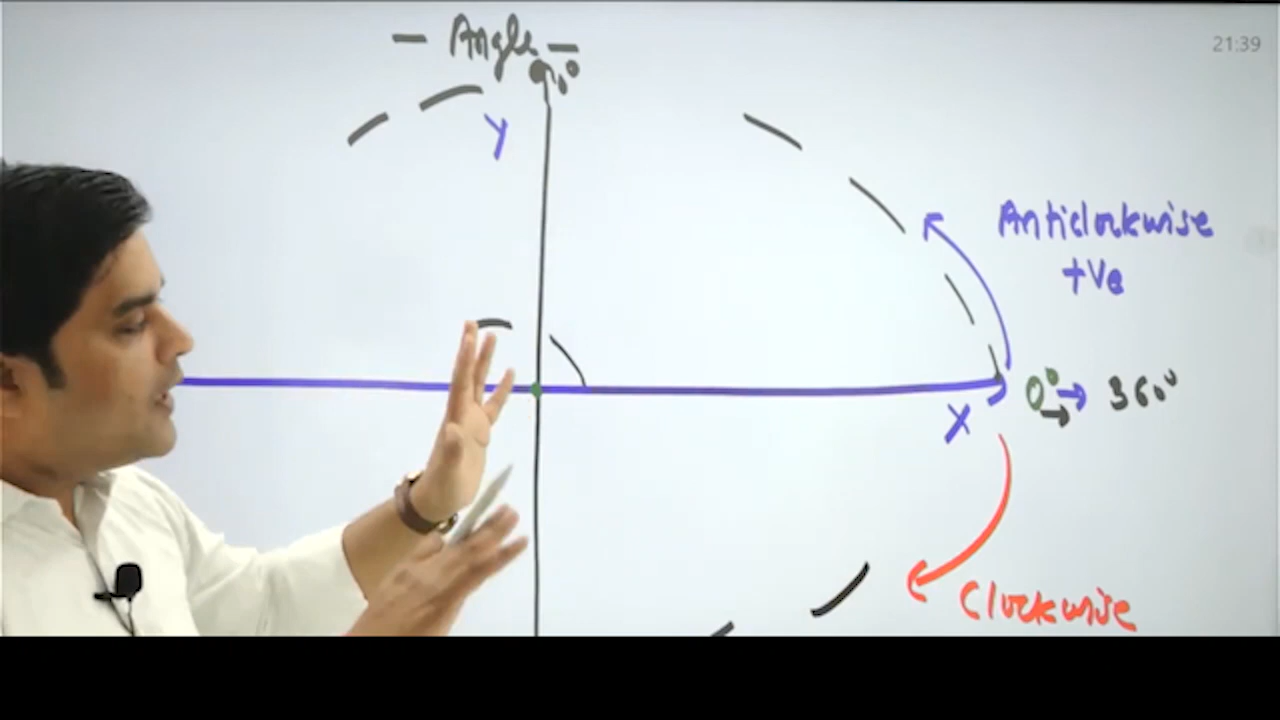 — Angle —
21:39
90°
Y
Anticlockwise
+Ve
X
0° → 360°
→
Clockwise